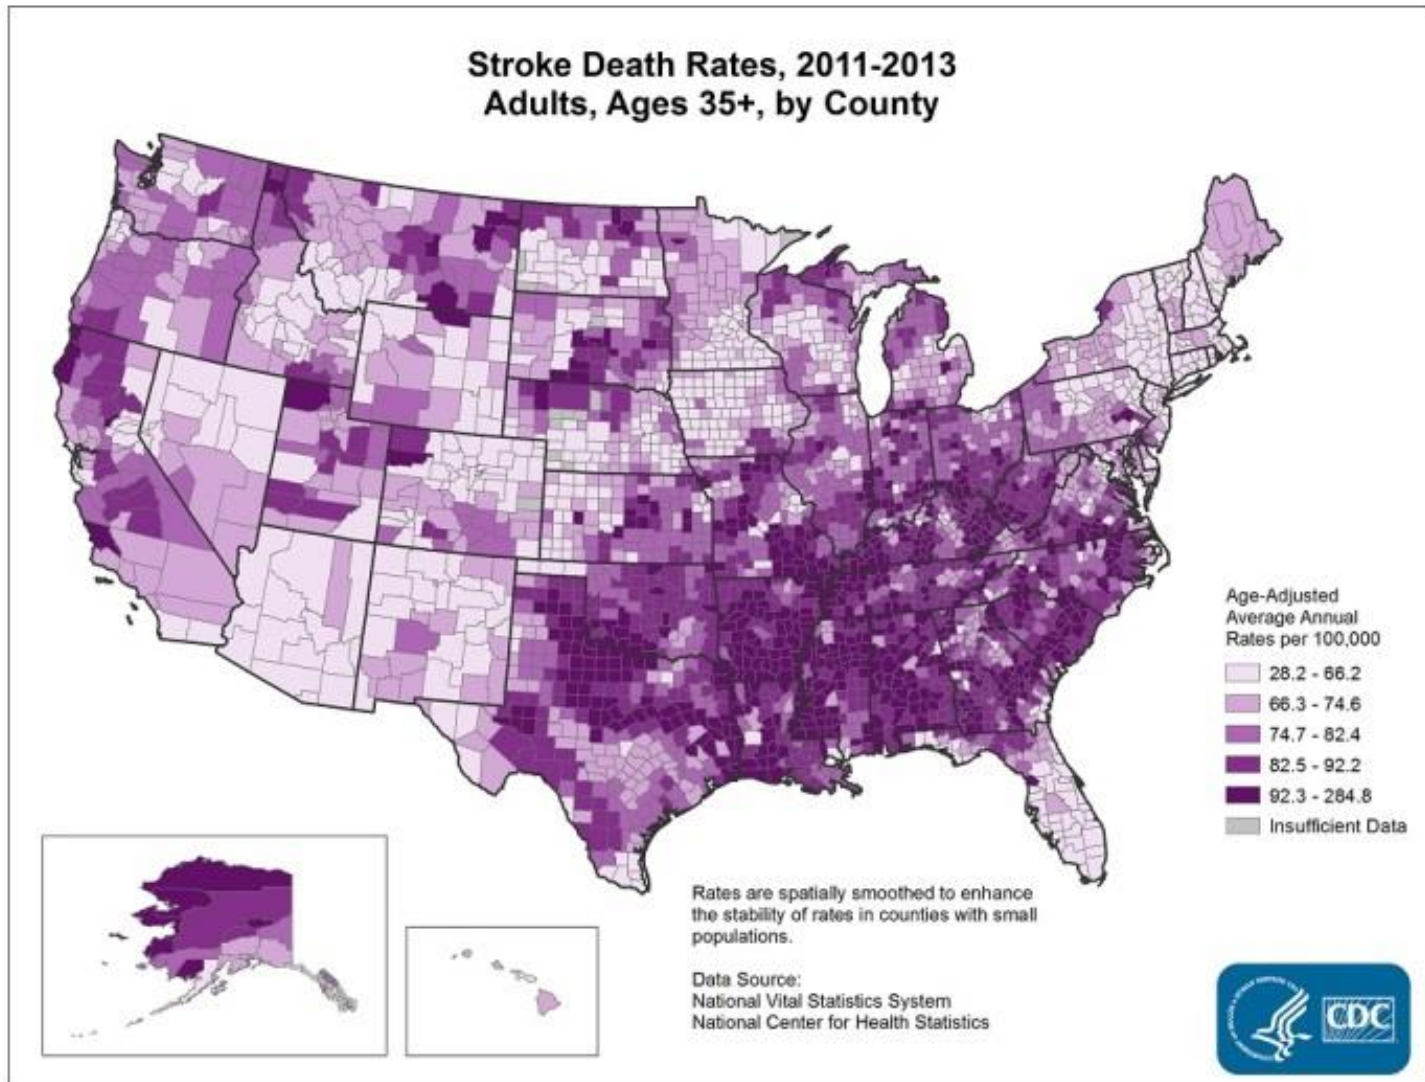 Stroke Death Rates, 2011-2013
Adults, Ages 35+, by County
Age-Adjusted
Average Annual
Rates per 100,000
28.2 - 66.2
66.3 - 74.6
74.7 - 82.4
82.5 - 92.2
92.3 - 284.8
Insufficient Data
Rates are spatially smoothed to enhance
the stability of rates in counties with small
populations.
Data Source:
National Vital Statistics System
National Center for Health Statistics
CDC